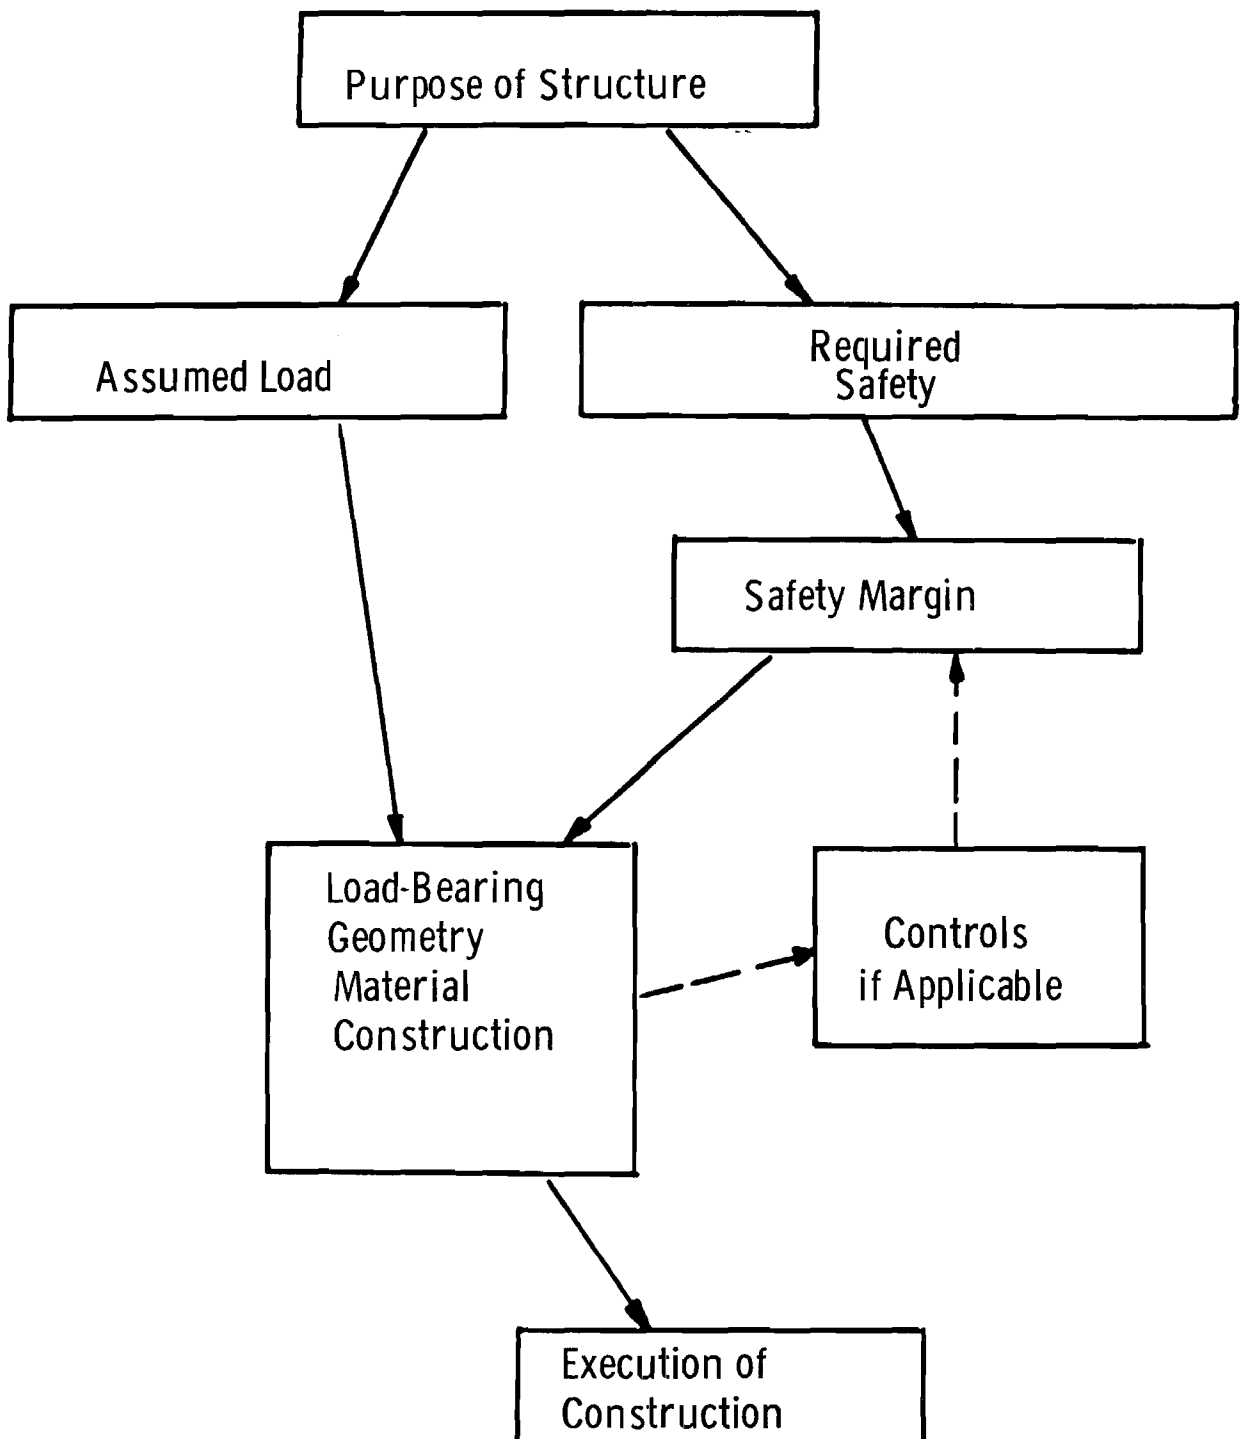 Purpose of Structure
Assumed Load
Required
Safety
Safety Margin
Load-Bearing
Geometry
Material
Construction
Controls
if Applicable
Execution of
Construction